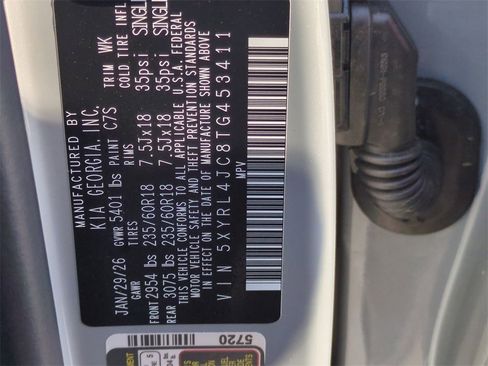 MANUFACTURED BY
KIA GEORGIA, INC.
JAN/29/26 GVWR 5401 lbs PAINT C7S TRIM WK
RIMS COLD TIRE INFL
FRONT 2954 lbs 235/60R18 7.5JX18 35psi SINGLE
REAR 3075 lbs 235/60R18 7.5JX18 35psi SINGLE
THIS VEHICLE CONFORMS TO ALL APPLICABLE U.S.A. FEDERAL
MOTOR VEHICLE SAFETY AND THEFT PREVENTION STANDARDS
IN EFFECT ON THE DATE OF MANUFACTURE SHOWN ABOVE
VIN 5XYRL4JC8TG453411
MPV
5720